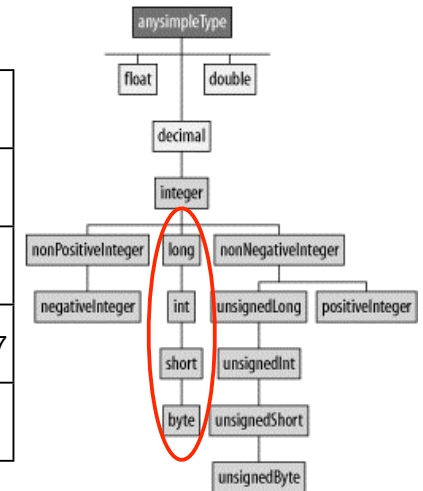 anysimpleType
float double
decimal
integer
nonPositiveInteger long nonNegativeInteger
negativeInteger int unsignedLong positiveInteger
7
short unsignedInt
byte unsignedShort
unsignedByte